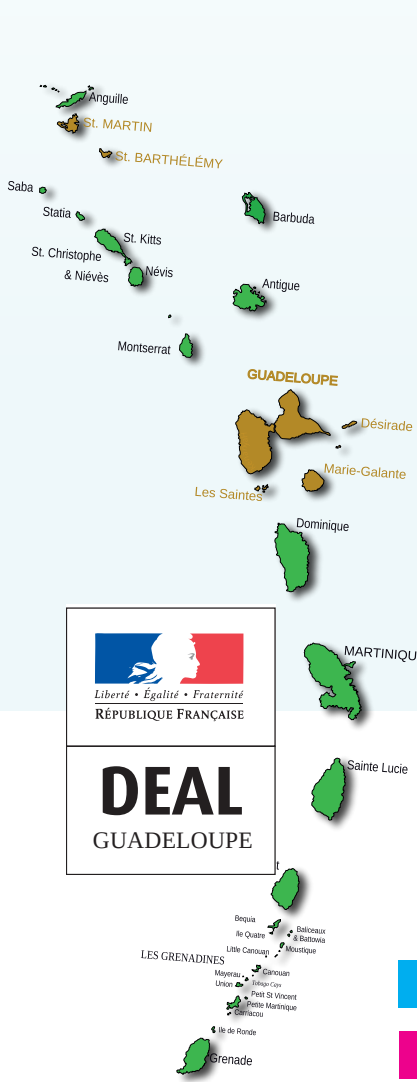 Anguille
St. MARTIN
St. BARTHÉLÉMY
Saba
Statia
Barbuda
St. Kitts
St. Christophe
& Niévès
Névis
Antigue
Montserrat
GUADELOUPE
Désirade
Marie-Galante
Les Saintes
Dominique
MARTINIQU
Liberté • Égalité • Fraternité
RÉPUBLIQUE FRANÇAISE
Sainte Lucie
DEAL
GUADELOUPE
t
Bequia
Ile Quatre
Baliceaux
& Battowia
Little Canouan
Moustique
LES GRENADINES
Mayerau
Canouan
Union
Tobago Cays
Petit St Vincent
Petite Martinique
Carriacou
Ile de Ronde
Grenade